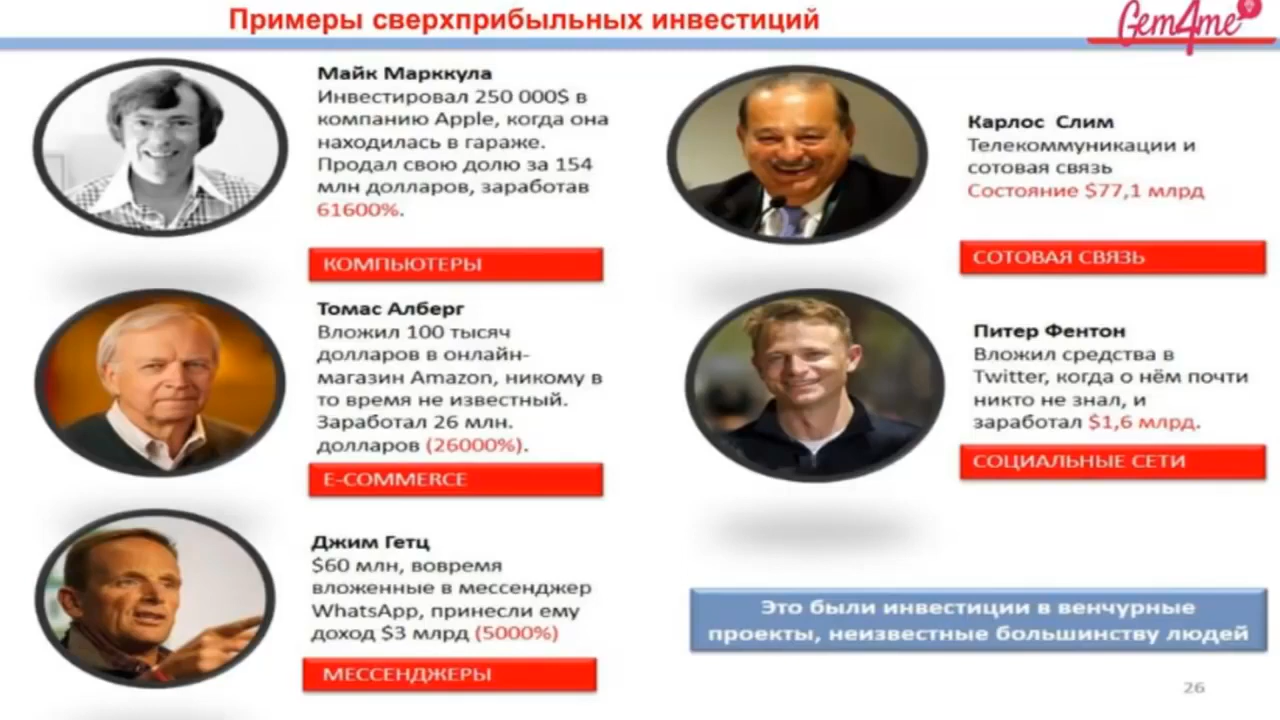 Примеры сверхприбыльных инвестиций
Gem4me
Майк Марккула
Инвестировал 250 000$ в
компанию Apple, когда она
находилась в гараже.
Продал свою долю за 154
млн долларов, заработав
61600%.
КОМПЬЮТЕРЫ
Карлос Слим
Телекоммуникации и
сотовая связь
Состояние $77,1 млрд
СОТОВАЯ СВЯЗЬ
Томас Алберг
Вложил 100 тысяч
долларов в онлайн-
магазин Amazon, никому в
то время не известный.
Заработал 26 млн.
долларов (26000%).
E-COMMERCE
Питер Фентон
Вложил средства в
Twitter, когда о нём почти
никто не знал, и
заработал $1,6 млрд.
СОЦИАЛЬНЫЕ СЕТИ
Джим Гетц
$60 млн, вовремя
вложенные в мессенджер
WhatsApp, принесли ему
доход $3 млрд (5000%)
МЕССЕНДЖЕРЫ
Это были инвестиции в венчурные
проекты, неизвестные большинству людей
26